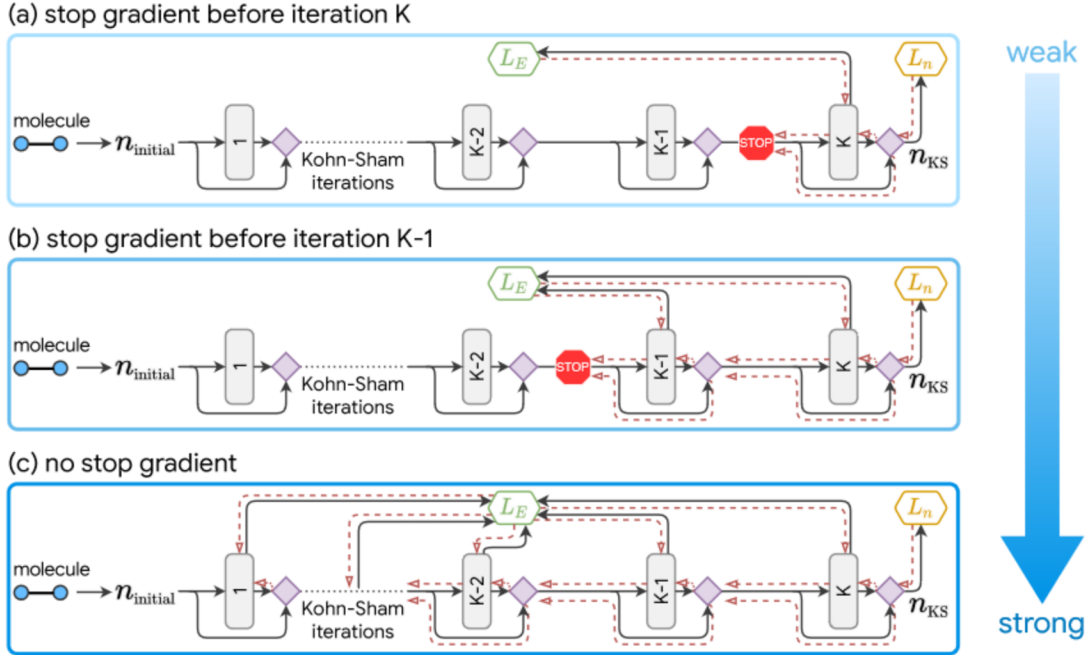 (a) stop gradient before iteration K
weak
L_E
L_n
molecule
n_initial
1
Kohn-Sham
iterations
K-2
K-1
STOP
K
n_KS
(b) stop gradient before iteration K-1
L_E
L_n
molecule
n_initial
1
Kohn-Sham
iterations
K-2
STOP
K-1
K
n_KS
(c) no stop gradient
L_E
L_n
molecule
n_initial
1
Kohn-Sham
iterations
K-2
K-1
K
n_KS
strong